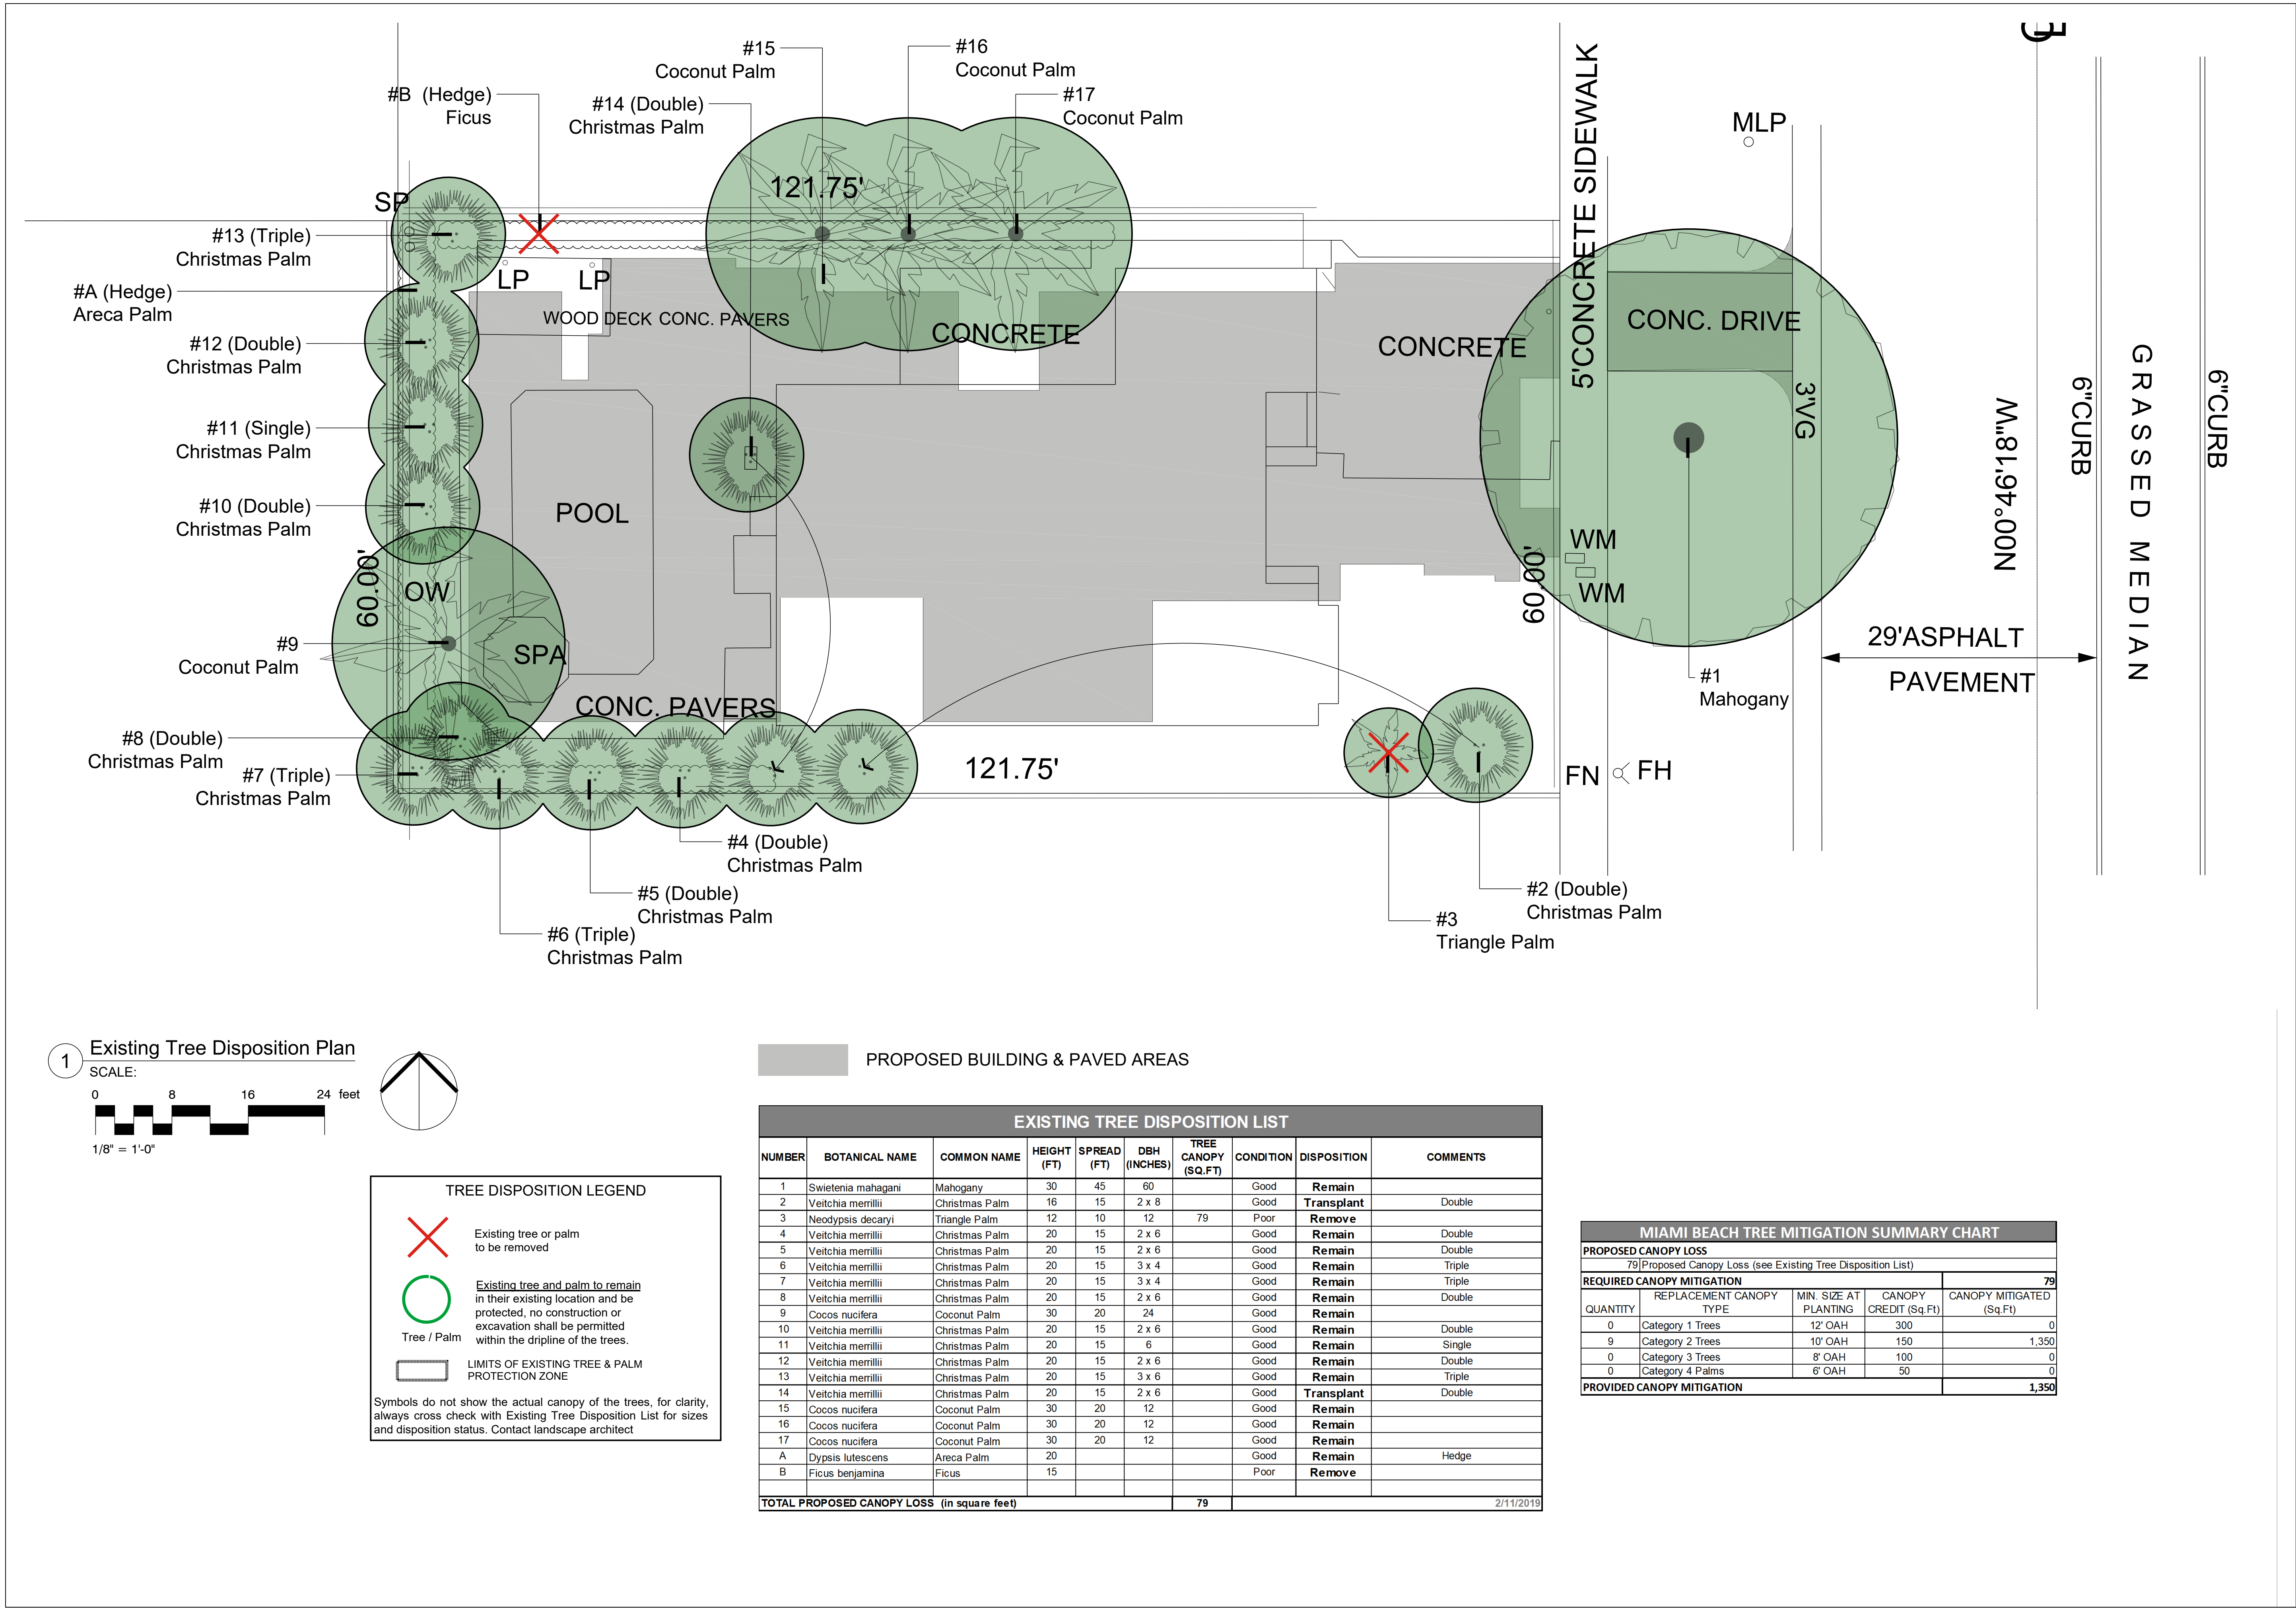 #15
Coconut Palm
#16
Coconut Palm
#B (Hedge)
Ficus
#14 (Double)
Christmas Palm
#17
Coconut Palm
MLP
5'CONCRETE SIDEWALK
121.75'
SP
#13 (Triple)
Christmas Palm
LP
LP
#A (Hedge)
Areca Palm
WOOD DECK CONC. PAVERS
CONCRETE
CONCRETE
CONC. DRIVE
#12 (Double)
Christmas Palm
3'VG
N00°46'18"W
6"CURB
GRASSED MEDIAN
6"CURB
#11 (Single)
Christmas Palm
#10 (Double)
Christmas Palm
POOL
WM
WM
60.00'
60.00'
OW
#9
Coconut Palm
SPA
29'ASPHALT
PAVEMENT
#1
Mahogany
CONC. PAVERS
#8 (Double)
Christmas Palm
#7 (Triple)
Christmas Palm
121.75'
FN
FH
#4 (Double)
Christmas Palm
#5 (Double)
Christmas Palm
#6 (Triple)
Christmas Palm
#2 (Double)
Christmas Palm
#3
Triangle Palm
1
Existing Tree Disposition Plan
SCALE:
0 8 16 24 feet
1/8" = 1'-0"
PROPOSED BUILDING & PAVED AREAS
TREE DISPOSITION LEGEND
Existing tree or palm
to be removed
Existing tree and palm to remain
in their existing location and be
protected, no construction or
excavation shall be permitted
within the dripline of the trees.
Tree / Palm
LIMITS OF EXISTING TREE & PALM
PROTECTION ZONE
Symbols do not show the actual canopy of the trees, for clarity,
always cross check with Existing Tree Disposition List for sizes
and disposition status. Contact landscape architect
EXISTING TREE DISPOSITION LIST
NUMBER BOTANICAL NAME COMMON NAME HEIGHT (FT) SPREAD (FT) DBH (INCHES) TREE CANOPY (SQ.FT) CONDITION DISPOSITION COMMENTS
1 Swietenia mahagani Mahogany 30 45 60 Good Remain
2 Veitchia merrillii Christmas Palm 16 15 2 x 8 Good Transplant Double
3 Neodypsis decaryi Triangle Palm 12 10 12 79 Poor Remove
4 Veitchia merrillii Christmas Palm 20 15 2 x 6 Good Remain Double
5 Veitchia merrillii Christmas Palm 20 15 2 x 6 Good Remain Double
6 Veitchia merrillii Christmas Palm 20 15 3 x 4 Good Remain Triple
7 Veitchia merrillii Christmas Palm 20 15 3 x 4 Good Remain Triple
8 Veitchia merrillii Christmas Palm 20 15 2 x 6 Good Remain Double
9 Cocos nucifera Coconut Palm 30 20 24 Good Remain
10 Veitchia merrillii Christmas Palm 20 15 2 x 6 Good Remain Double
11 Veitchia merrillii Christmas Palm 20 15 6 Good Remain Single
12 Veitchia merrillii Christmas Palm 20 15 2 x 6 Good Remain Double
13 Veitchia merrillii Christmas Palm 20 15 3 x 6 Good Remain Triple
14 Veitchia merrillii Christmas Palm 20 15 2 x 6 Good Transplant Double
15 Cocos nucifera Coconut Palm 30 20 12 Good Remain
16 Cocos nucifera Coconut Palm 30 20 12 Good Remain
17 Cocos nucifera Coconut Palm 30 20 12 Good Remain
A Dypsis lutescens Areca Palm 20 Good Remain Hedge
B Ficus benjamina Ficus 15 Poor Remove
TOTAL PROPOSED CANOPY LOSS (in square feet) 79 2/11/2019
MIAMI BEACH TREE MITIGATION SUMMARY CHART
PROPOSED CANOPY LOSS
79 Proposed Canopy Loss (see Existing Tree Disposition List)
REQUIRED CANOPY MITIGATION 79
QUANTITY REPLACEMENT CANOPY TYPE MIN. SIZE AT PLANTING CANOPY CREDIT (Sq.Ft) CANOPY MITIGATED (Sq.Ft)
0 Category 1 Trees 12' OAH 300 0
9 Category 2 Trees 10' OAH 150 1,350
0 Category 3 Trees 8' OAH 100 0
0 Category 4 Palms 6' OAH 50 0
PROVIDED CANOPY MITIGATION 1,350